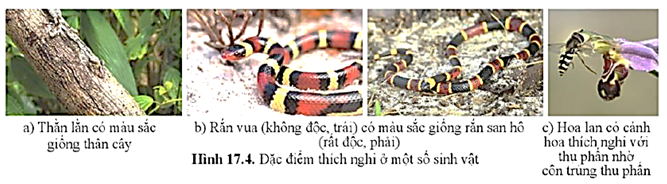 a) Thằn lằn có màu sắc
giống thân cây
b) Rắn vua (không độc, trái) có màu sắc giống rắn san hô
(rất độc, phải)
c) Hoa lan có cánh
hoa thích nghi với
thụ phấn nhờ
côn trùng thụ phấn
Hình 17.4. Đặc điểm thích nghi ở một số sinh vật